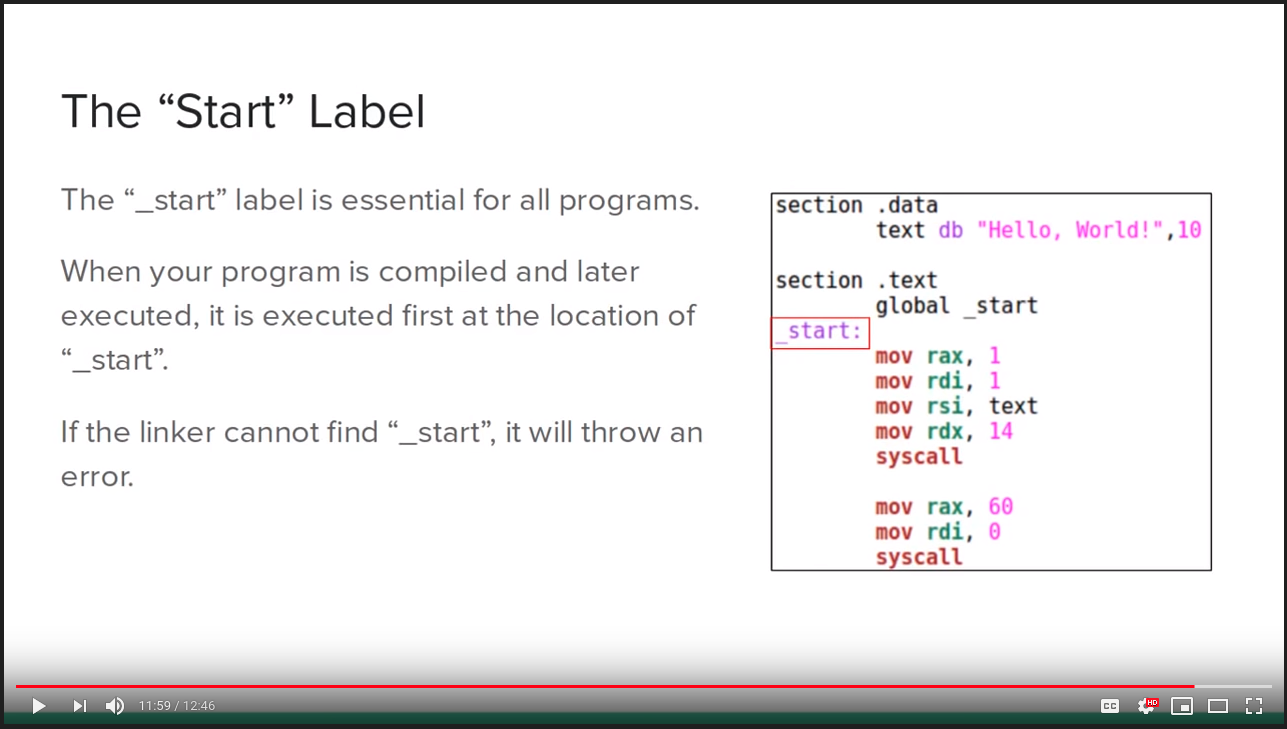 The “Start” Label
The “_start” label is essential for all programs.
When your program is compiled and later
executed, it is executed first at the location of
“_start”.
If the linker cannot find “_start”, it will throw an
error.
section .data
        text db "Hello, World!",10
section .text
        global _start
_start:
        mov rax, 1
        mov rdi, 1
        mov rsi, text
        mov rdx, 14
        syscall
        mov rax, 60
        mov rdi, 0
        syscall
11:59 / 12:46
CC
HD